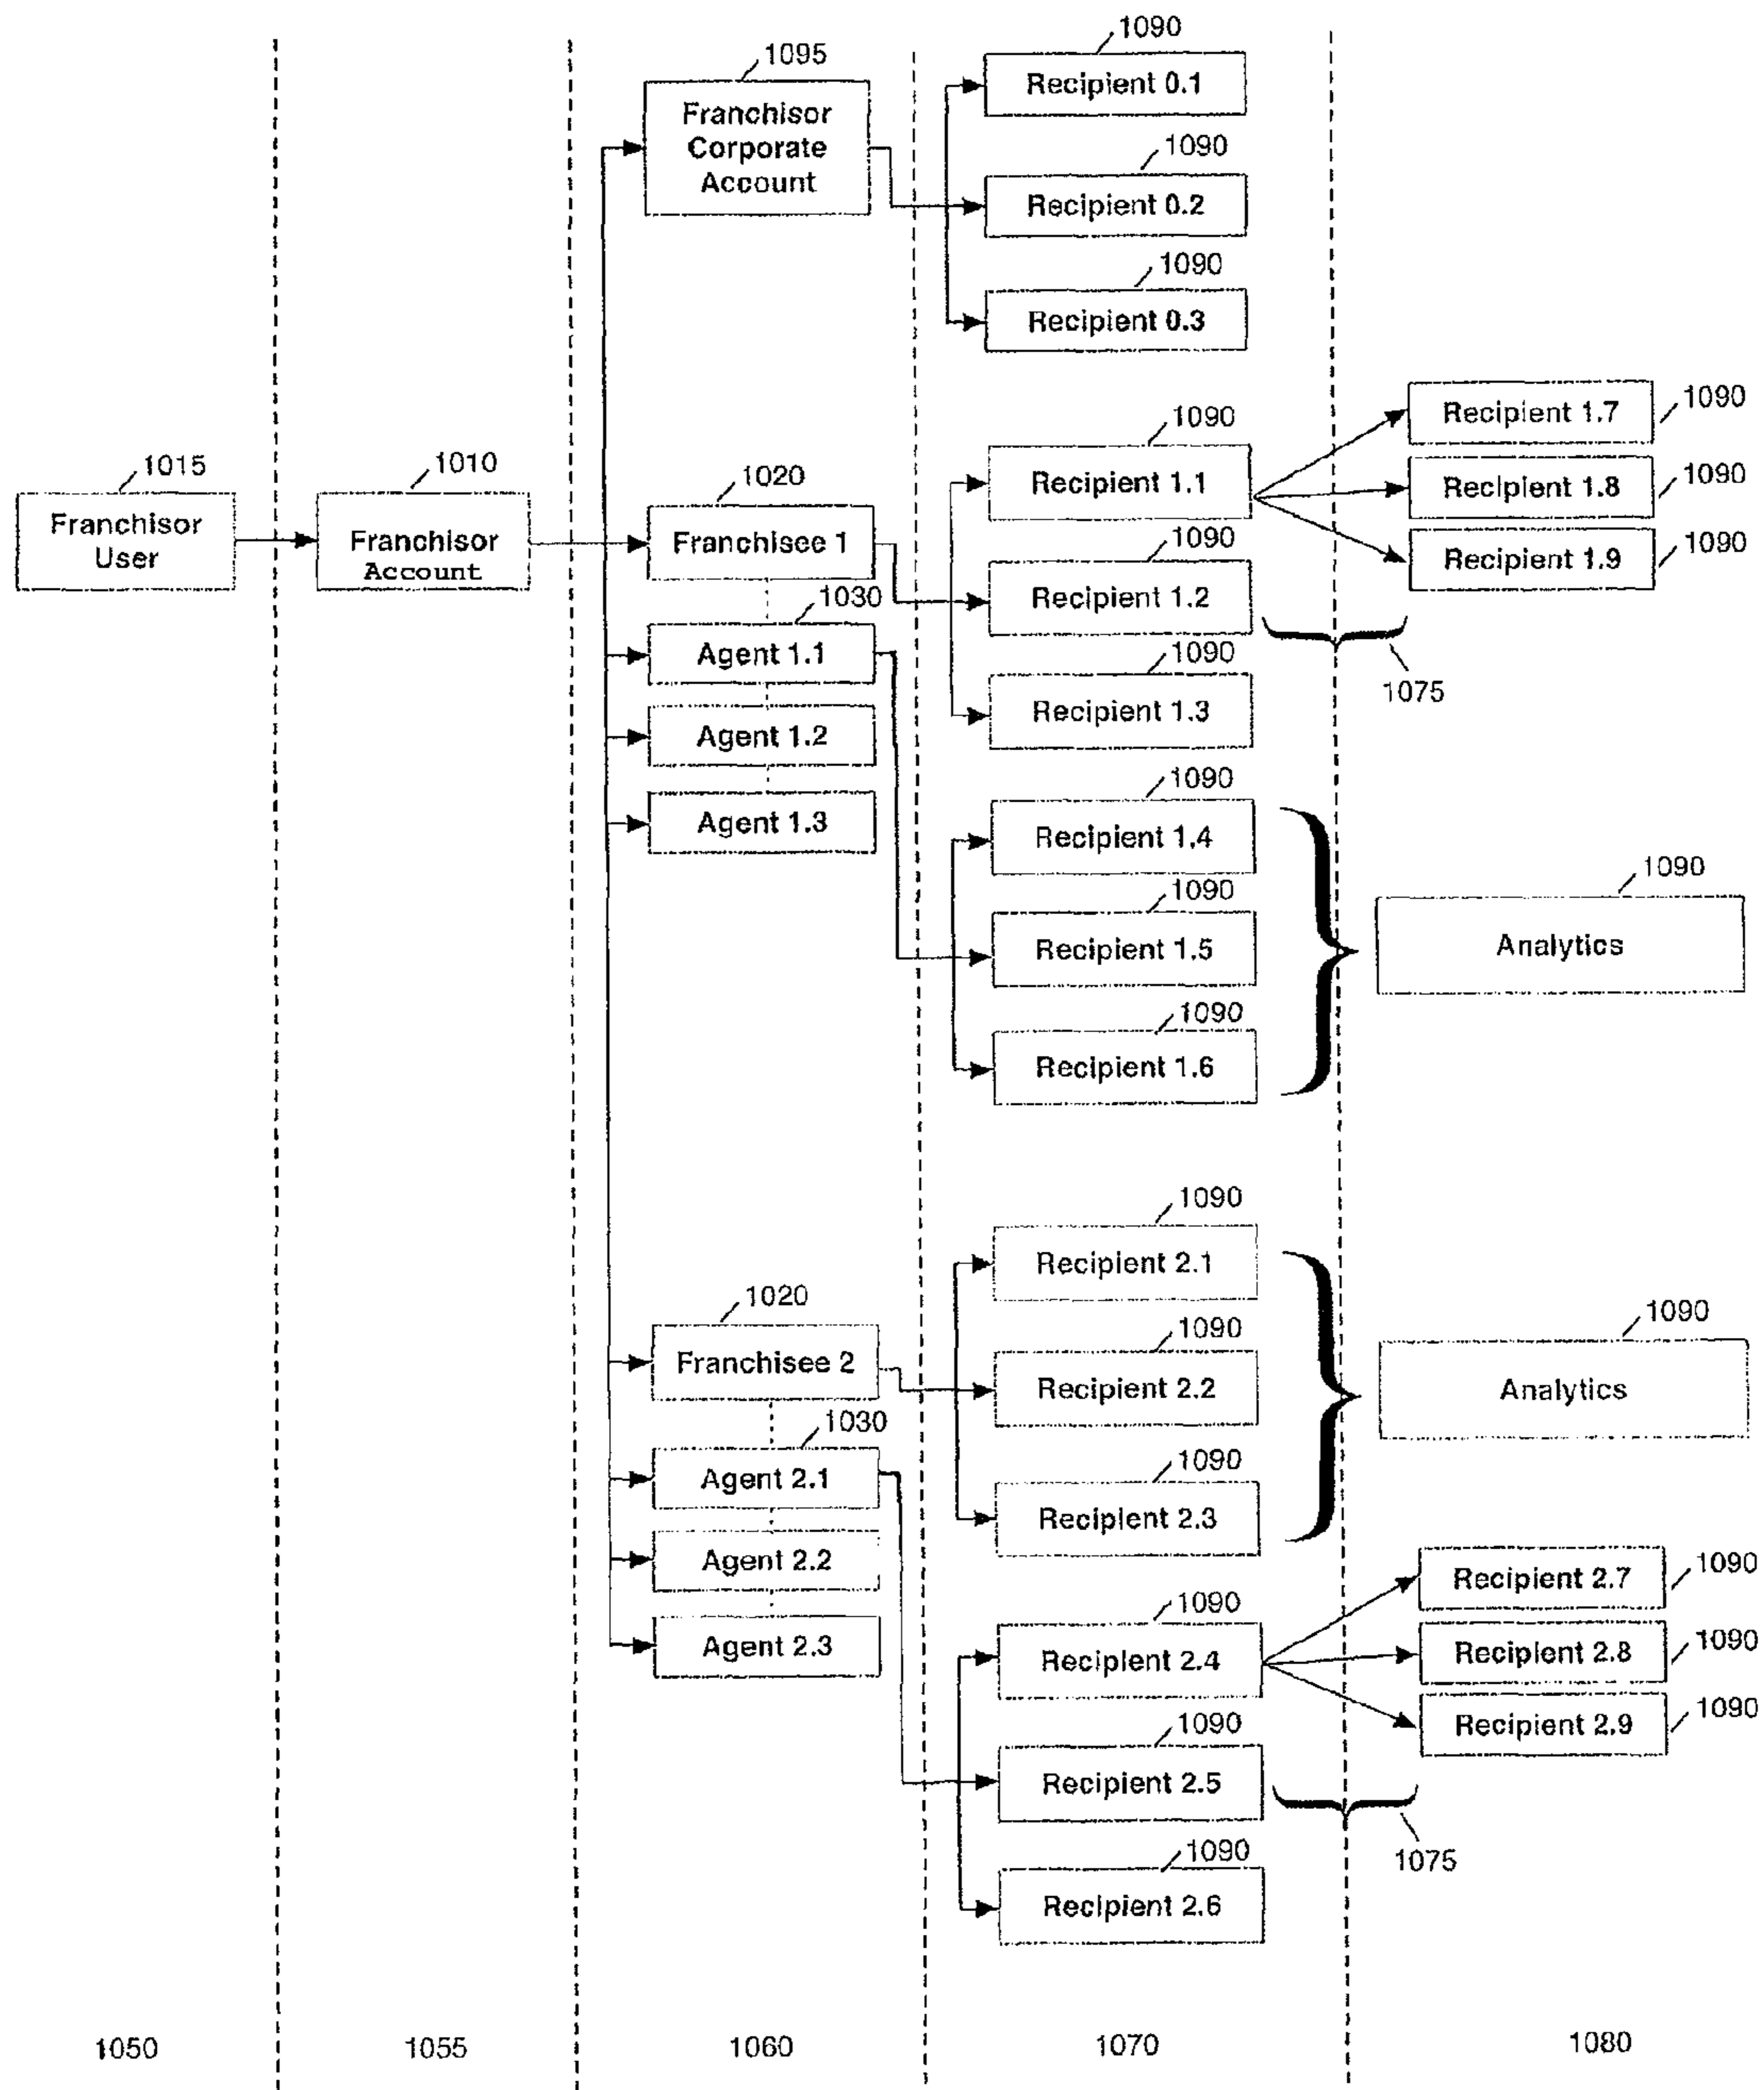 1090
1095
Recipient 0.1
Franchisor
Corporate
Account
1090
Recipient 0.2
1090
Recipient 0.3
1090
Recipient 1.7
1090
1015
1010
1020
1090
Recipient 1.1
Recipient 1.8
1090
Franchisor
User
Franchisor
Account
Franchisee 1
1090
Recipient 1.9
1090
1030
Recipient 1.2
Agent 1.1
1090
1075
Recipient 1.3
Agent 1.2
1090
Agent 1.3
Recipient 1.4
1090
1090
Recipient 1.5
Analytics
1090
Recipient 1.6
1090
Recipient 2.1
1020
1090
1090
Franchisee 2
Recipient 2.2
Analytics
1030
1090
Agent 2.1
Recipient 2.3
Agent 2.2
Recipient 2.7
1090
1090
Agent 2.3
Recipient 2.4
Recipient 2.8
1090
1090
Recipient 2.9
1090
Recipient 2.5
1090
1075
Recipient 2.6
1050
1055
1060
1070
1080